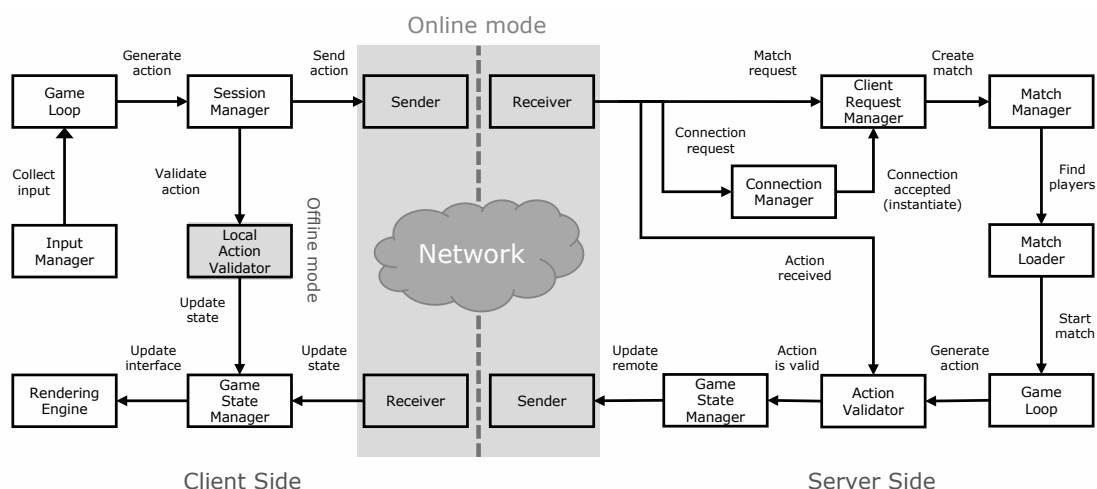 Online mode
Generate
action
Send
action
Match
request
Create
match
Game
Loop
Session
Manager
Sender
Receiver
Client
Request
Manager
Match
Manager
Collect
input
Validate
action
Connection
request
Connection
Manager
Connection
accepted
(instantiate)
Find
players
Input
Manager
Local
Action
Validator
Offline mode
Network
Match
Loader
Action
received
Update
state
Start
match
Update
interface
Update
state
Update
remote
Action
is valid
Generate
action
Rendering
Engine
Game
State
Manager
Receiver
Sender
Game
State
Manager
Action
Validator
Game
Loop
Client Side
Server Side